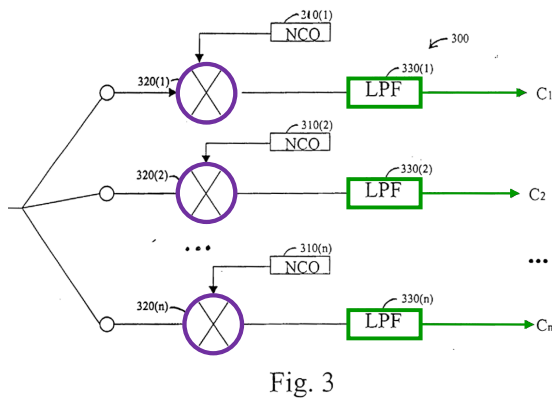 210(1)
NCO
300
320(1)
330(1)
LPF
C1
310(2)
NCO
320(2)
330(2)
LPF
C2
...
...
310(n)
NCO
320(n)
330(n)
LPF
Cn
Fig. 3